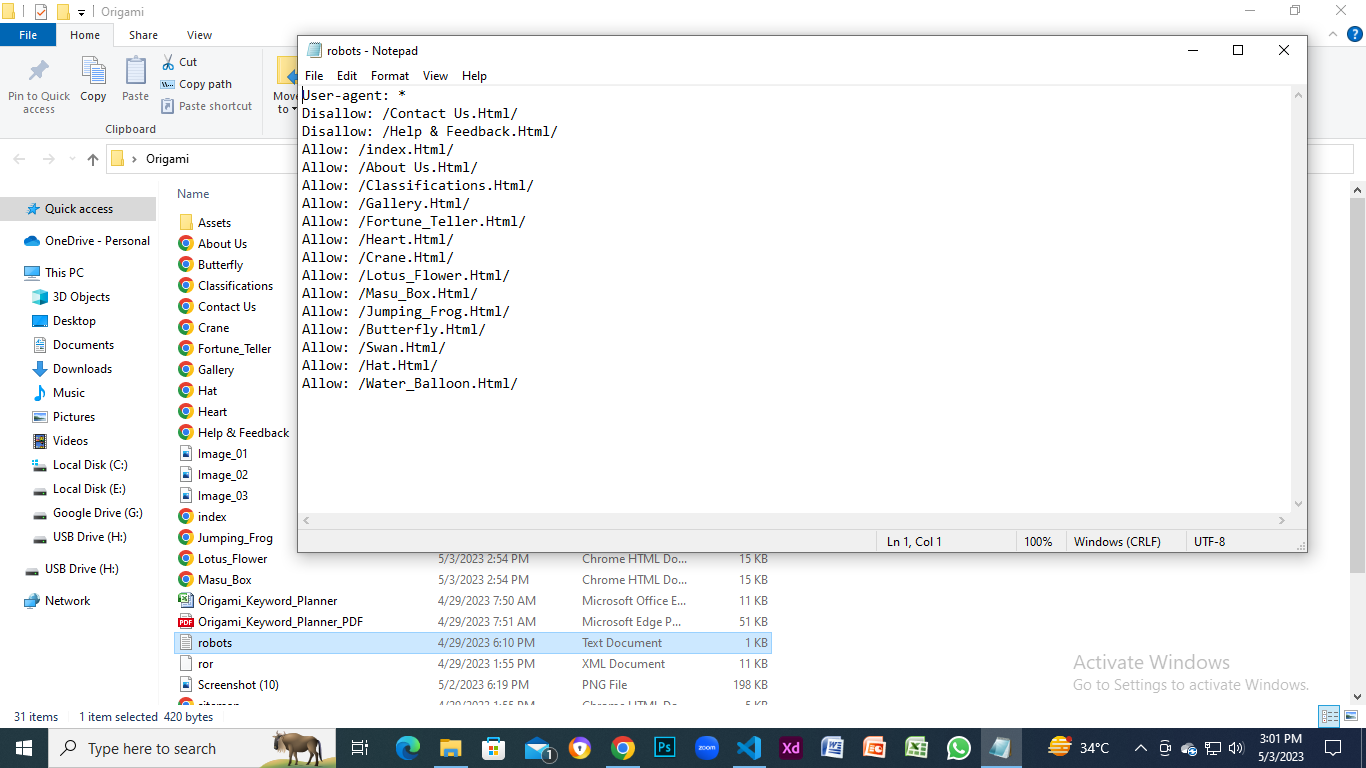 Origami
File
Home
Share
View
Pin to Quick
access
Copy
Paste
Cut
Copy path
Paste shortcut
Move
to
Clipboard
Origami
Quick access
OneDrive - Personal
This PC
3D Objects
Desktop
Documents
Downloads
Music
Pictures
Videos
Local Disk (C:)
Local Disk (E:)
Google Drive (G:)
USB Drive (H:)
USB Drive (H:)
Network
Name
Assets
About Us
Butterfly
Classifications
Contact Us
Crane
Fortune_Teller
Gallery
Hat
Heart
Help & Feedback
Image_01
Image_02
Image_03
index
Jumping_Frog
Lotus_Flower 5/3/2023 2:54 PM Chrome HTML Do... 15 KB
Masu_Box 5/3/2023 2:54 PM Chrome HTML Do... 15 KB
Origami_Keyword_Planner 4/29/2023 7:50 AM Microsoft Office E... 11 KB
Origami_Keyword_Planner_PDF 4/29/2023 7:51 AM Microsoft Edge P... 51 KB
robots 4/29/2023 6:10 PM Text Document 1 KB
ror 4/29/2023 1:55 PM XML Document 11 KB
Screenshot (10) 5/2/2023 6:19 PM PNG File 198 KB
31 items 1 item selected 420 bytes
robots - Notepad
File Edit Format View Help
User-agent: *
Disallow: /Contact Us.Html/
Disallow: /Help & Feedback.Html/
Allow: /index.Html/
Allow: /About Us.Html/
Allow: /Classifications.Html/
Allow: /Gallery.Html/
Allow: /Fortune_Teller.Html/
Allow: /Heart.Html/
Allow: /Crane.Html/
Allow: /Lotus_Flower.Html/
Allow: /Masu_Box.Html/
Allow: /Jumping_Frog.Html/
Allow: /Butterfly.Html/
Allow: /Swan.Html/
Allow: /Hat.Html/
Allow: /Water_Balloon.Html/
Ln 1, Col 1 100% Windows (CRLF) UTF-8
Activate Windows
Go to Settings to activate Windows.
Type here to search
1
Ps
zoom
Xd
34°C
3:01 PM
5/3/2023